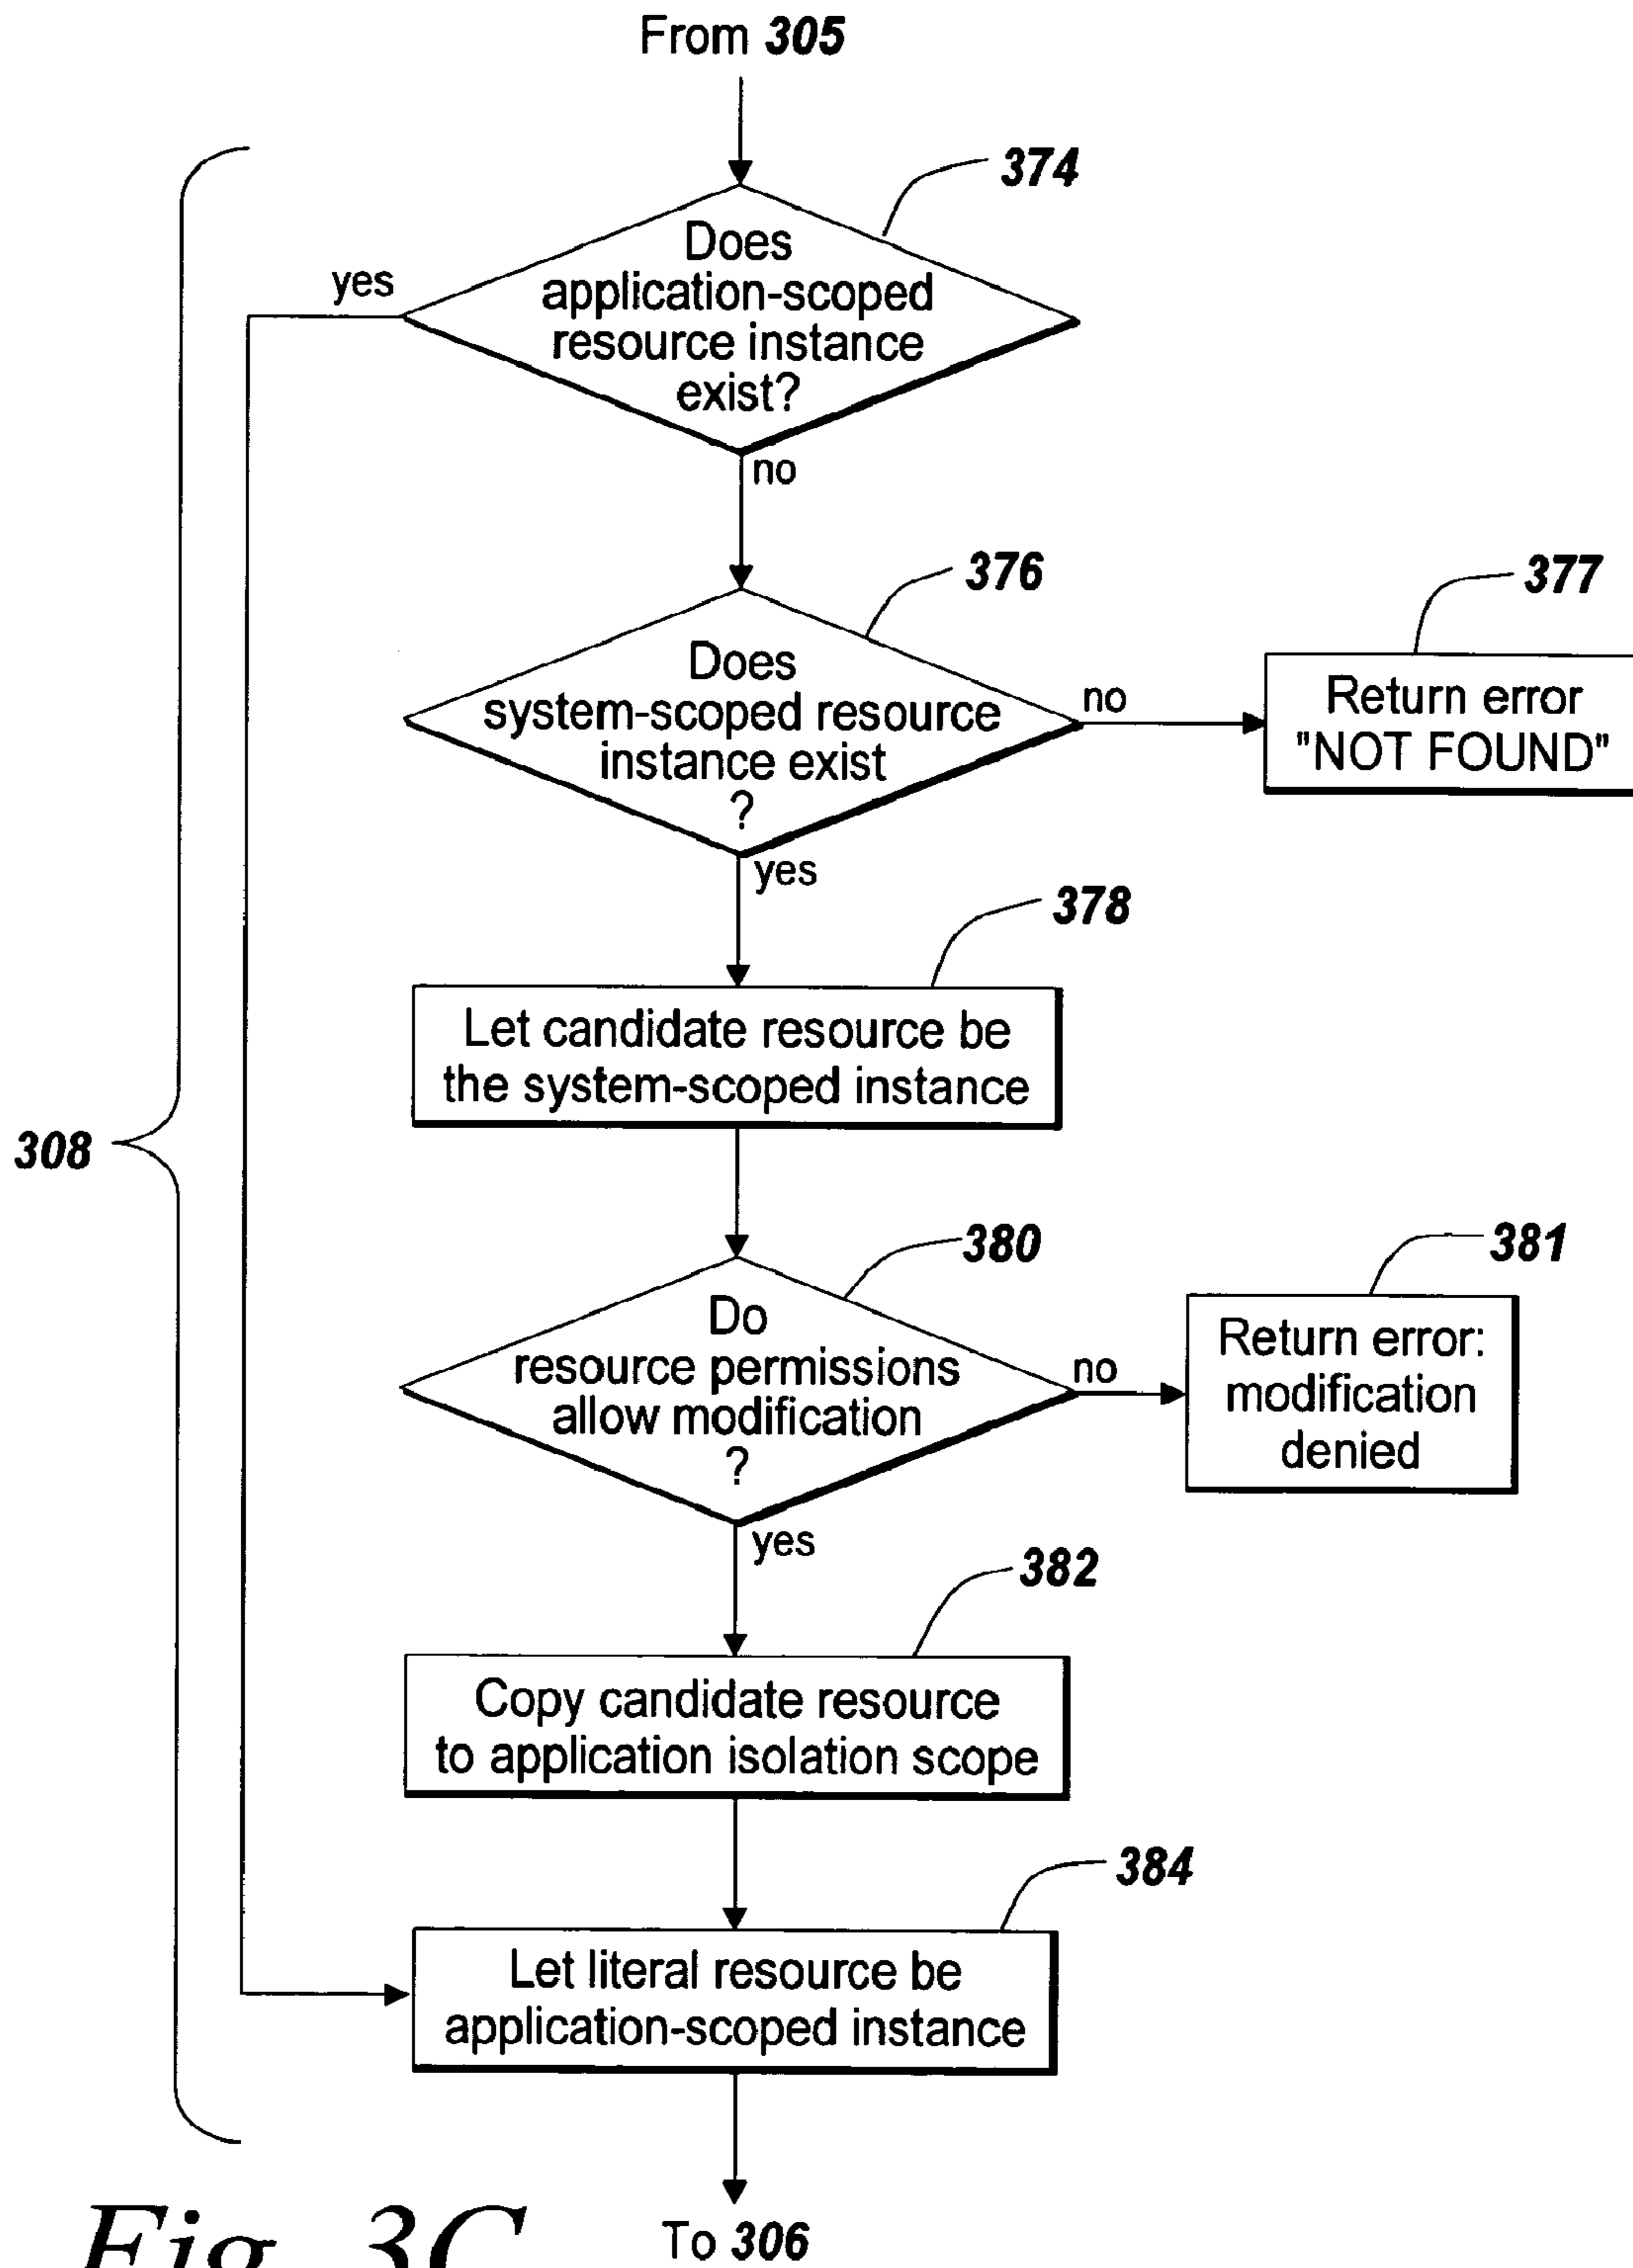 From 305
374
Does
application-scoped
resource instance
exist?
yes
no
376
Does
system-scoped resource
instance exist
?
no
377
Return error
"NOT FOUND"
yes
378
Let candidate resource be
the system-scoped instance
308
380
Do
resource permissions
allow modification
?
no
381
Return error:
modification
denied
yes
382
Copy candidate resource
to application isolation scope
384
Let literal resource be
application-scoped instance
To 306
Fig. 3C